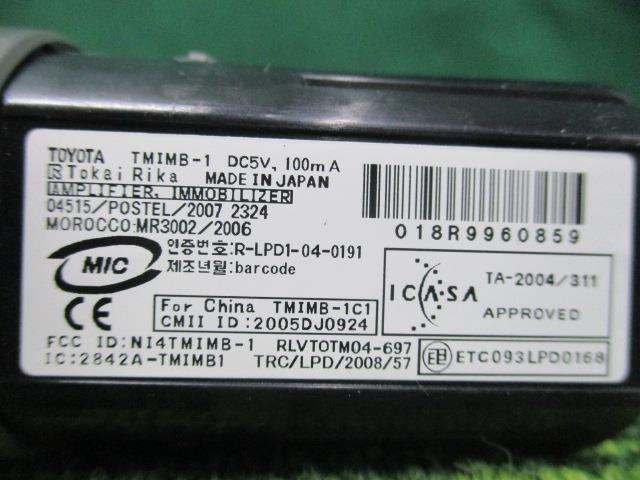 TOYOTA TMIMB-1 DC5V, 100mA
Tokai Rika MADE IN JAPAN
AMPLIFIER, IMMOBILIZER
04515/POSTEL/2007 2324
MOROCCO:MR3002/2006
018R9960859
MIC
인증번호:R-LPD1-04-0191
제조년월:barcode
ICASA
TA-2004/311
APPROVED
CE
For China TMIMB-1C1
CMII ID:2005DJ0924
FCC ID:NI4TMIMB-1 RLVTOTM04-697
IC:2842A-TMIMB1 TRC/LPD/2008/57
ETC093LPD0168